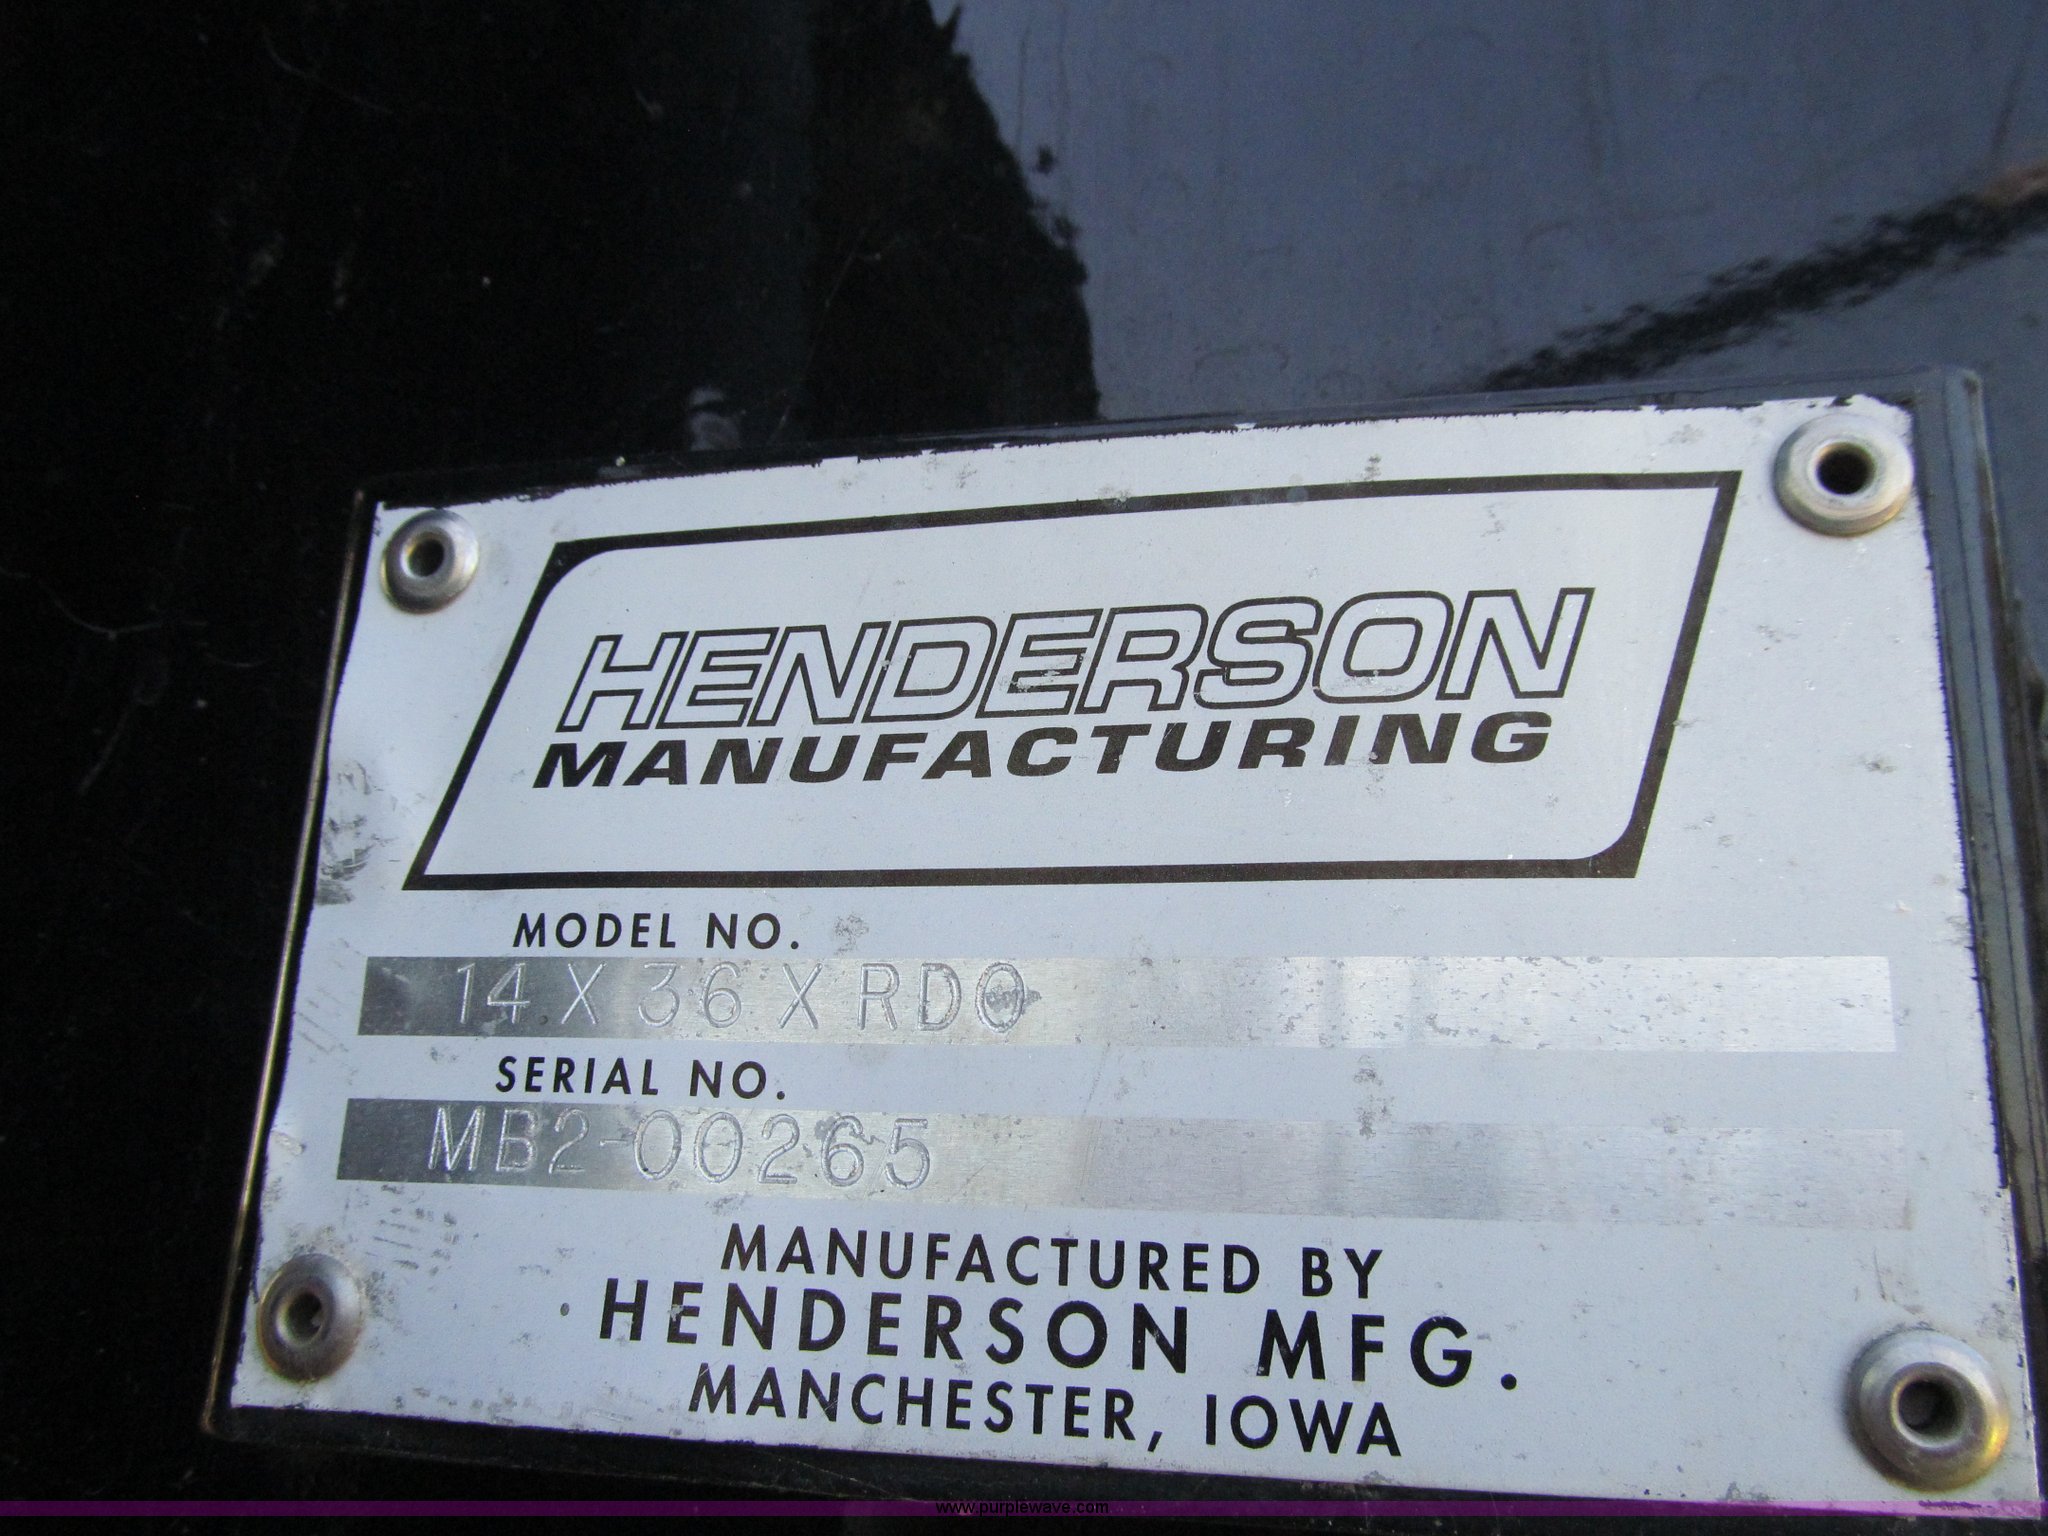 HENDERSON
MANUFACTURING
MODEL NO.
14 X 36 X RDO
SERIAL NO.
MB2-00265
MANUFACTURED BY
HENDERSON MFG.
MANCHESTER, IOWA
www.purplewave.com